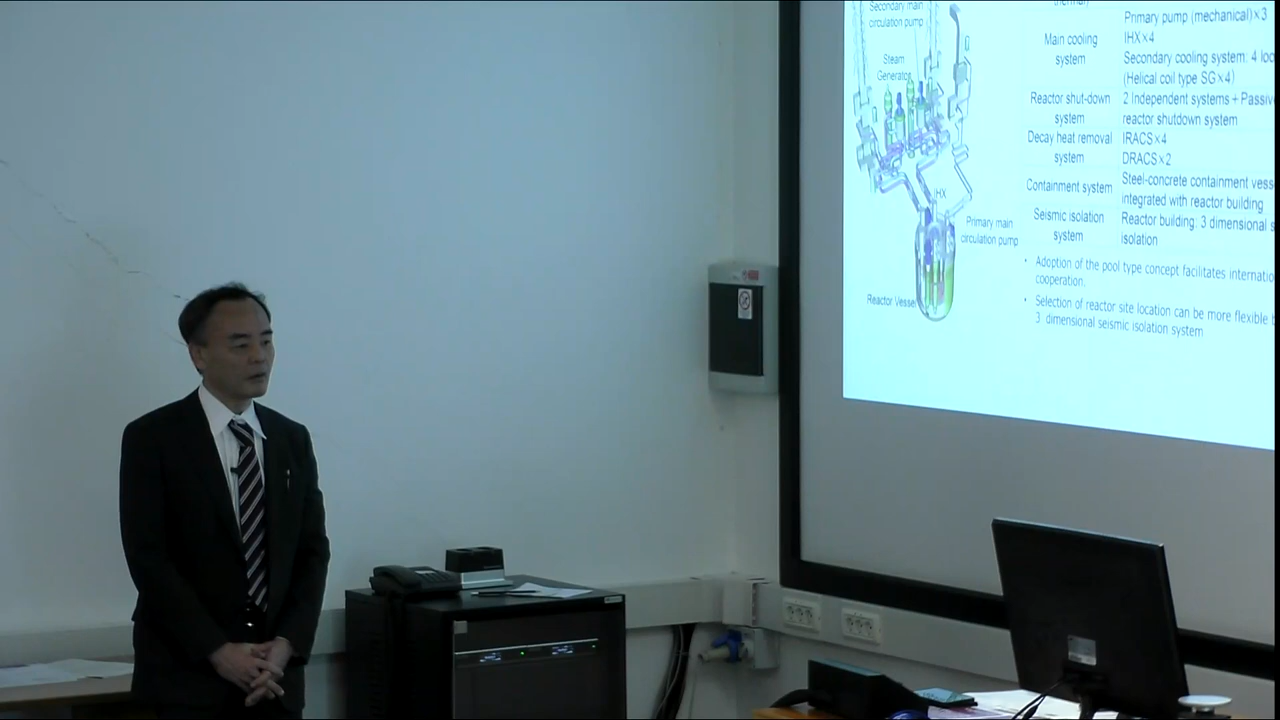 Secondary main
circulation pump
Steam
Generator
IHX
Primary main
circulation pump
Reactor Vessel
Primary pump (mechanical)×3
Main cooling
system
IHX×4
Secondary cooling system: 4
(Helical coil type SG×4)
Reactor shut-down
system
2 Independent systems + Passive
reactor shutdown system
Decay heat removal
system
IRACS×4
DRACS×2
Containment system
Steel-concrete containment
integrated with reactor building
Seismic isolation
system
Reactor building: 3 dimensional
isolation
• Adoption of the pool type concept facilitates
cooperation.
• Selection of reactor site location can be more flexible
3 dimensional seismic isolation system